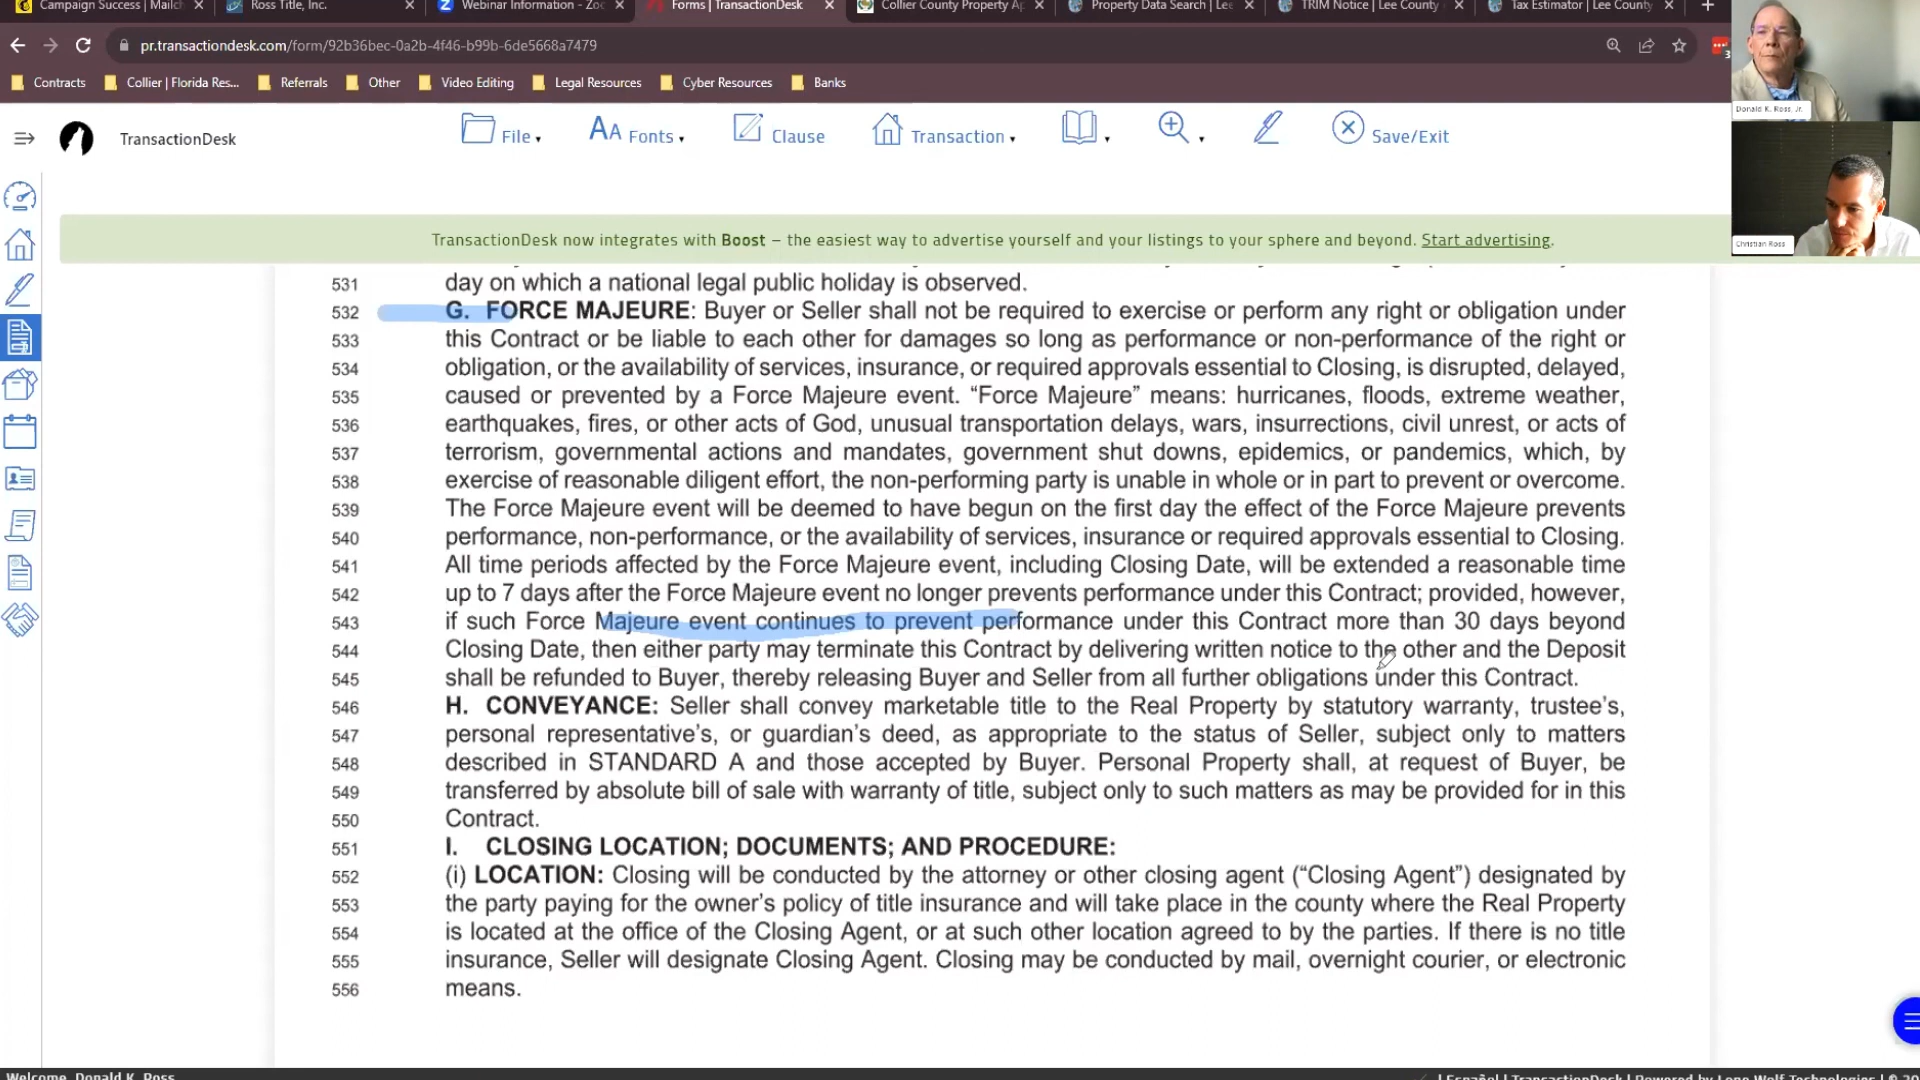 Campaign Success | Mailch
Ross Title, Inc.
Webinar Information - Zoo
Forms | TransactionDesk
Collier County Property Ap
Property Data Search | Lee
TRIM Notice | Lee County
Tax Estimator | Lee County
pr.transactiondesk.com/form/92b36bec-0a2b-4f46-b99b-6de5668a7479
Contracts
Collier | Florida Res...
Referrals
Other
Video Editing
Legal Resources
Cyber Resources
Banks
Donald K. Ross, Jr.
Christian Ross
TransactionDesk
File
AA Fonts
Clause
Transaction
Save/Exit
TransactionDesk now integrates with Boost – the easiest way to advertise yourself and your listings to your sphere and beyond. Start advertising.
531 day on which a national legal public holiday is observed.
532 G. FORCE MAJEURE: Buyer or Seller shall not be required to exercise or perform any right or obligation under
533 this Contract or be liable to each other for damages so long as performance or non-performance of the right or
534 obligation, or the availability of services, insurance, or required approvals essential to Closing, is disrupted, delayed,
535 caused or prevented by a Force Majeure event. “Force Majeure” means: hurricanes, floods, extreme weather,
536 earthquakes, fires, or other acts of God, unusual transportation delays, wars, insurrections, civil unrest, or acts of
537 terrorism, governmental actions and mandates, government shut downs, epidemics, or pandemics, which, by
538 exercise of reasonable diligent effort, the non-performing party is unable in whole or in part to prevent or overcome.
539 The Force Majeure event will be deemed to have begun on the first day the effect of the Force Majeure prevents
540 performance, non-performance, or the availability of services, insurance or required approvals essential to Closing.
541 All time periods affected by the Force Majeure event, including Closing Date, will be extended a reasonable time
542 up to 7 days after the Force Majeure event no longer prevents performance under this Contract; provided, however,
543 if such Force Majeure event continues to prevent performance under this Contract more than 30 days beyond
544 Closing Date, then either party may terminate this Contract by delivering written notice to the other and the Deposit
545 shall be refunded to Buyer, thereby releasing Buyer and Seller from all further obligations under this Contract.
546 H. CONVEYANCE: Seller shall convey marketable title to the Real Property by statutory warranty, trustee’s,
547 personal representative’s, or guardian’s deed, as appropriate to the status of Seller, subject only to matters
548 described in STANDARD A and those accepted by Buyer. Personal Property shall, at request of Buyer, be
549 transferred by absolute bill of sale with warranty of title, subject only to such matters as may be provided for in this
550 Contract.
551 I. CLOSING LOCATION; DOCUMENTS; AND PROCEDURE:
552 (i) LOCATION: Closing will be conducted by the attorney or other closing agent (“Closing Agent”) designated by
553 the party paying for the owner’s policy of title insurance and will take place in the county where the Real Property
554 is located at the office of the Closing Agent, or at such other location agreed to by the parties. If there is no title
555 insurance, Seller will designate Closing Agent. Closing may be conducted by mail, overnight courier, or electronic
556 means.
Welcome, Donald K. Ross
| Español | TransactionDesk | Powered by Lone Wolf Technologies | © 20